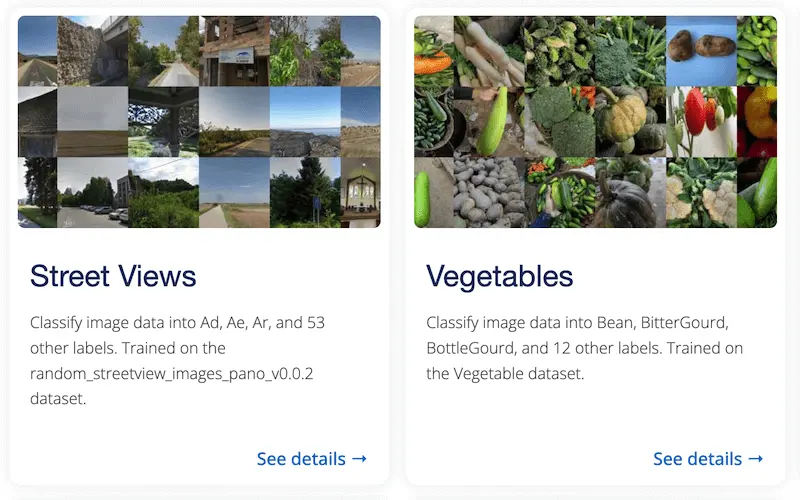 Street Views
Classify image data into Ad, Ae, Ar, and 53
other labels. Trained on the
random_streetview_images_pano_v0.0.2
dataset.
See details →
Vegetables
Classify image data into Bean, BitterGourd,
BottleGourd, and 12 other labels. Trained on
the Vegetable dataset.
See details →